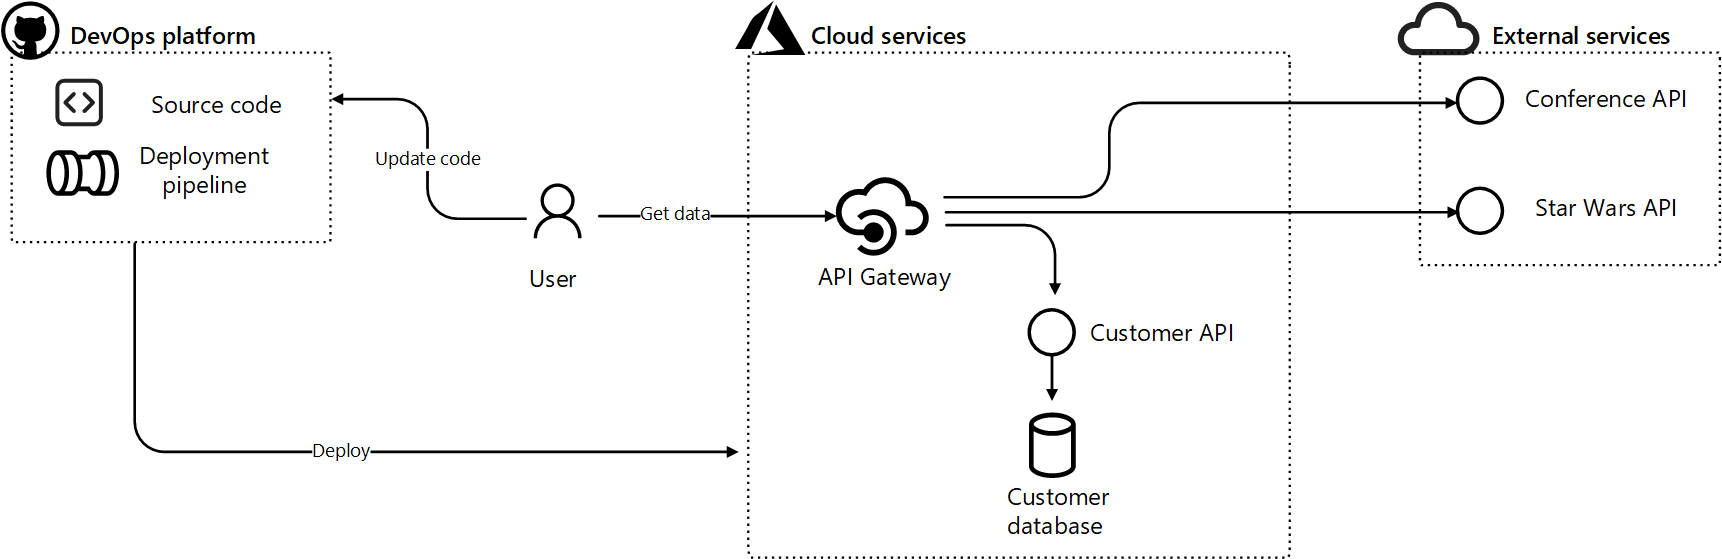 DevOps platform
Source code
Deployment
pipeline
Update code
User
Get data
Deploy
Cloud services
API Gateway
Customer API
Customer
database
External services
Conference API
Star Wars API